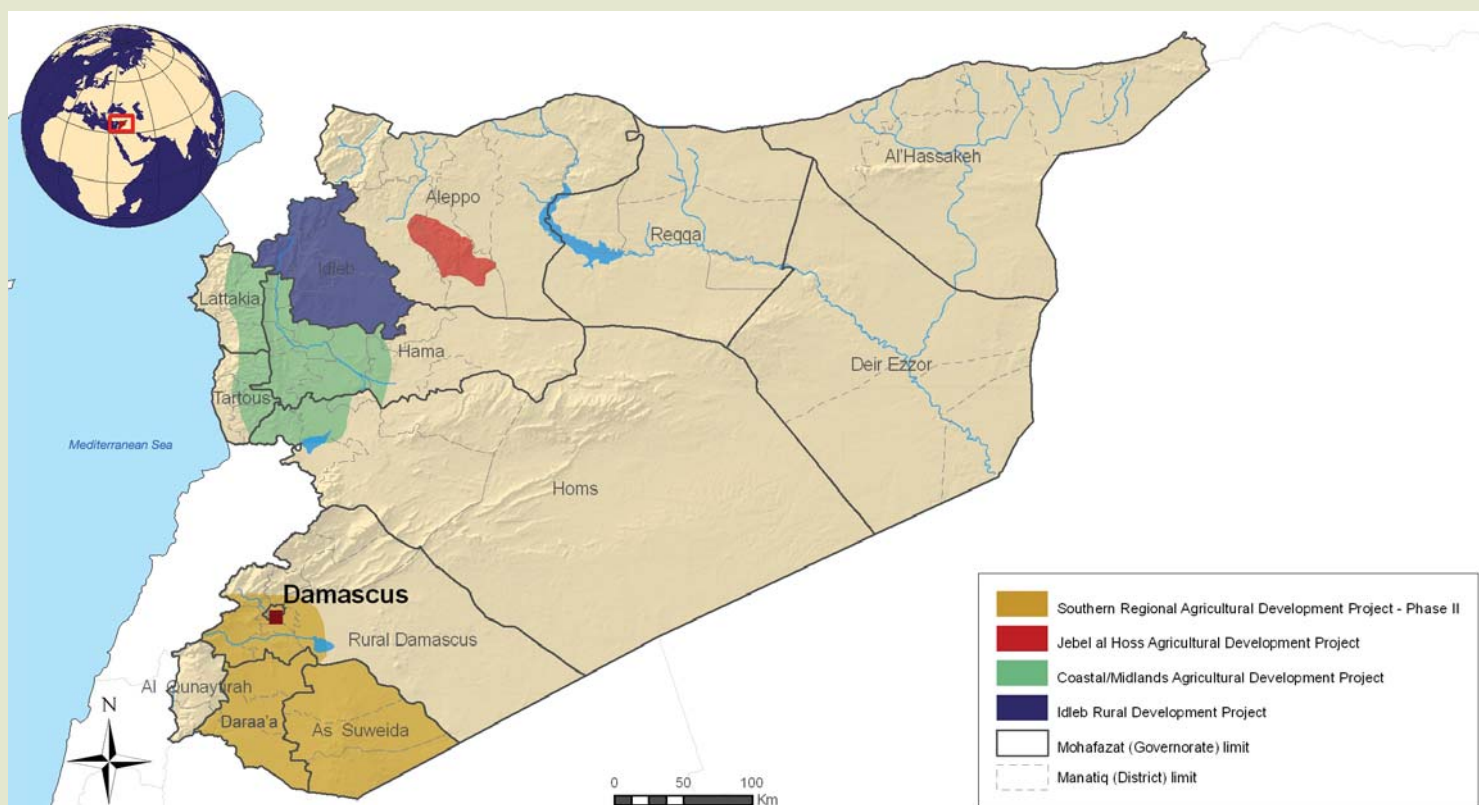 Al'Hassakeh
Aleppo
Reqqa
Idleb
Lattakia
Hama
Deir Ezzor
Tartous
Mediterranean Sea
Homs
Damascus
Rural Damascus
Al Qunaytirah
Daraa'a
As Suweida
N
0 50 100
Km
Southern Regional Agricultural Development Project - Phase II
Jebel al Hoss Agricultural Development Project
Coastal/Midlands Agricultural Development Project
Idleb Rural Development Project
Mohafazat (Governorate) limit
Manatiq (District) limit